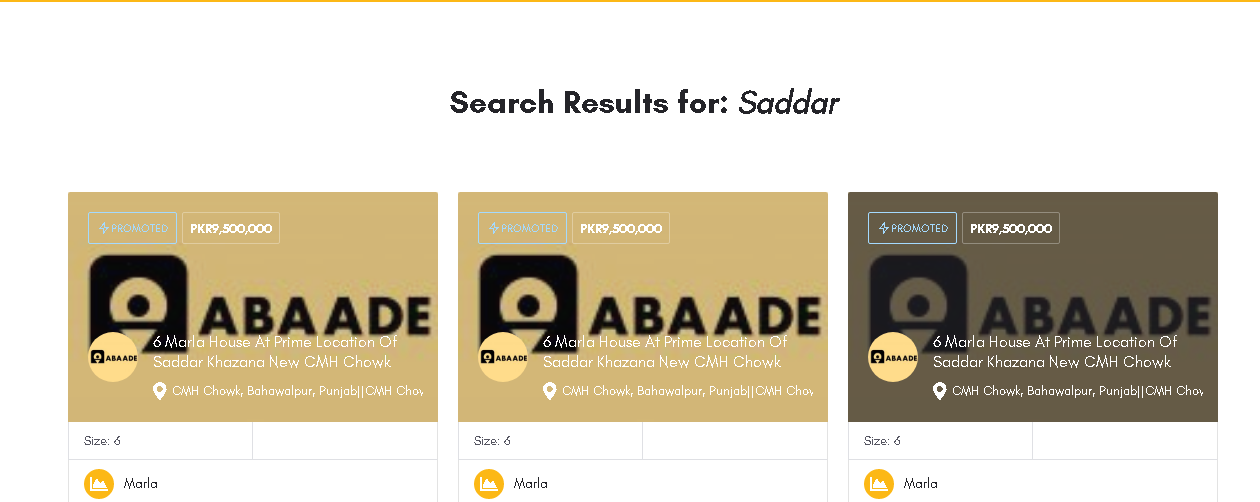 Search Results for: Saddar
PROMOTED PKR9,500,000
ABAADE
ABAADE
6 Marla House At Prime Location Of
Saddar Khazana New CMH Chowk
CMH Chowk, Bahawalpur, Punjab||CMH Chov
Size: 6
Marla
PROMOTED PKR9,500,000
ABAADE
ABAADE
6 Marla House At Prime Location Of
Saddar Khazana New CMH Chowk
CMH Chowk, Bahawalpur, Punjab||CMH Chov
Size: 6
Marla
PROMOTED PKR9,500,000
ABAADE
ABAADE
6 Marla House At Prime Location Of
Saddar Khazana New CMH Chowk
CMH Chowk, Bahawalpur, Punjab||CMH Chov
Size: 6
Marla